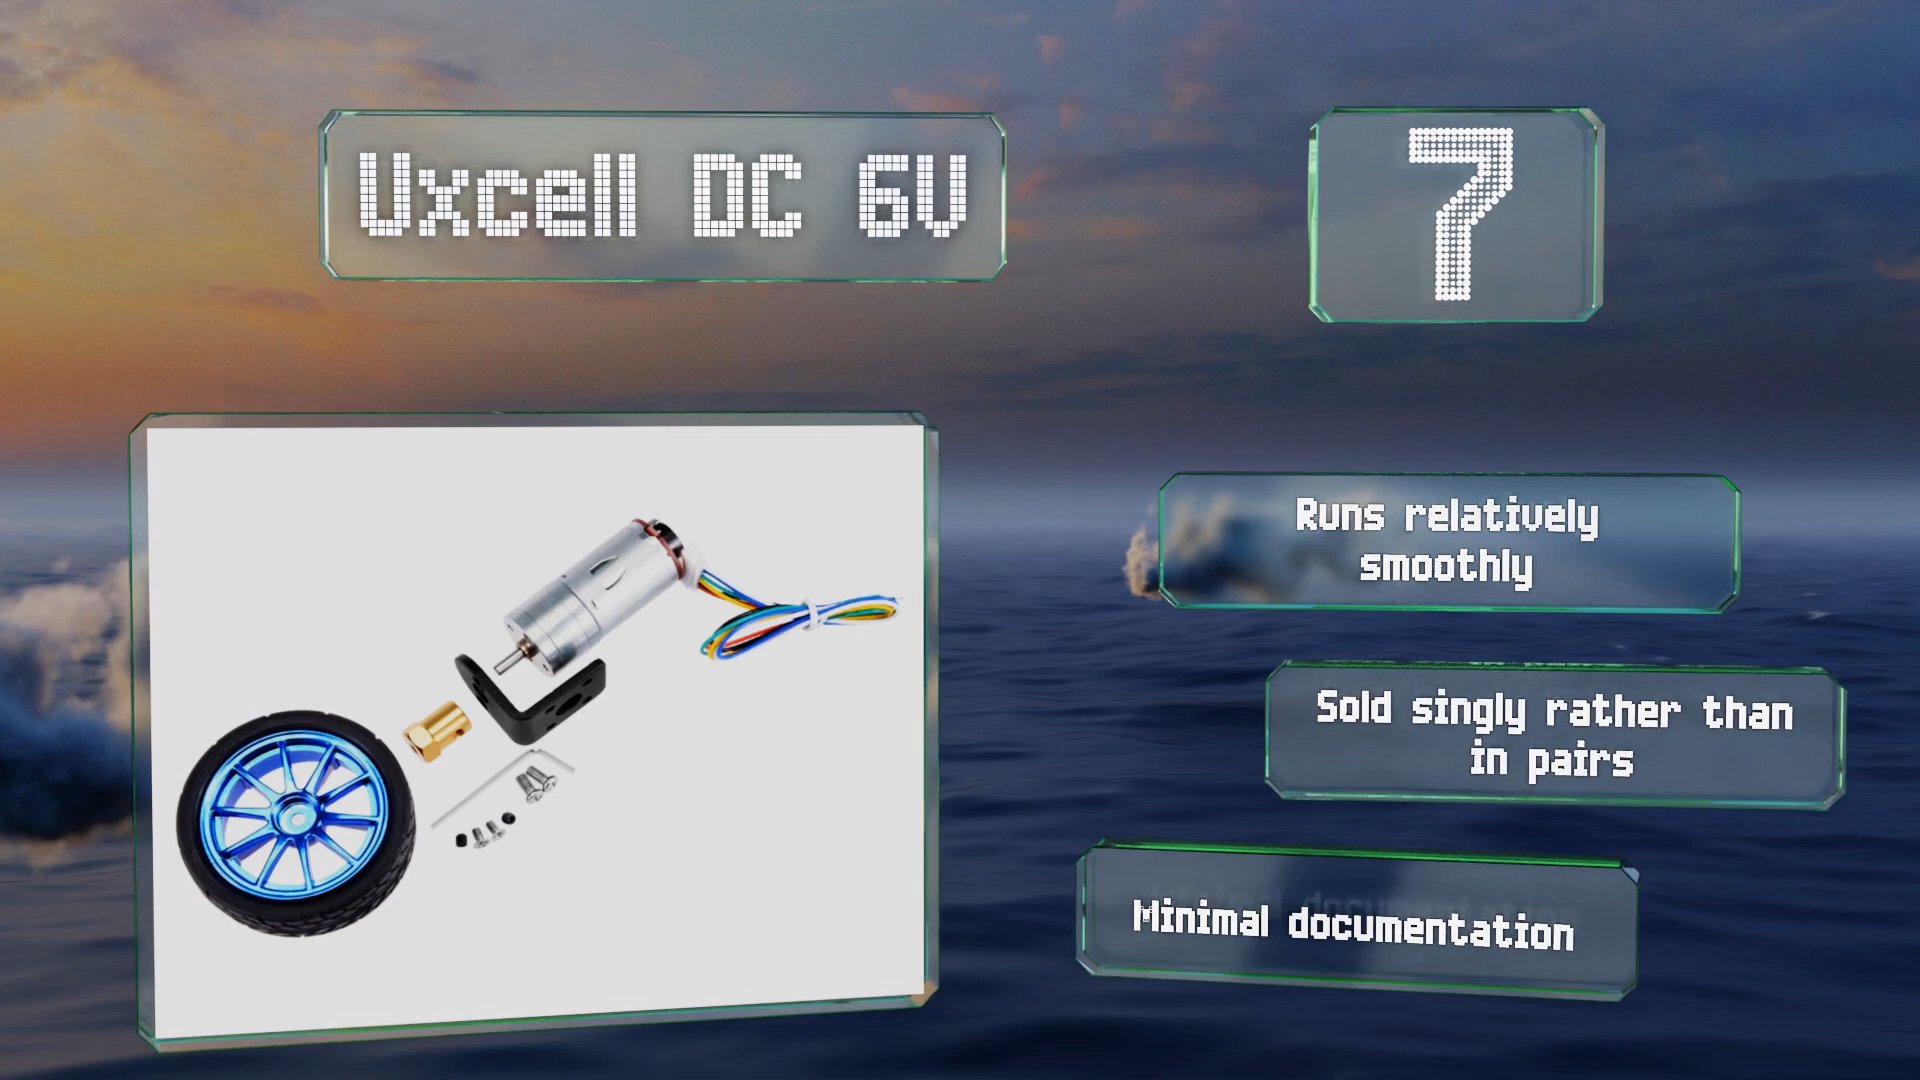 Uxcell DC 6V
7
Runs relatively
smoothly
Sold singly rather than
in pairs
Minimal documentation